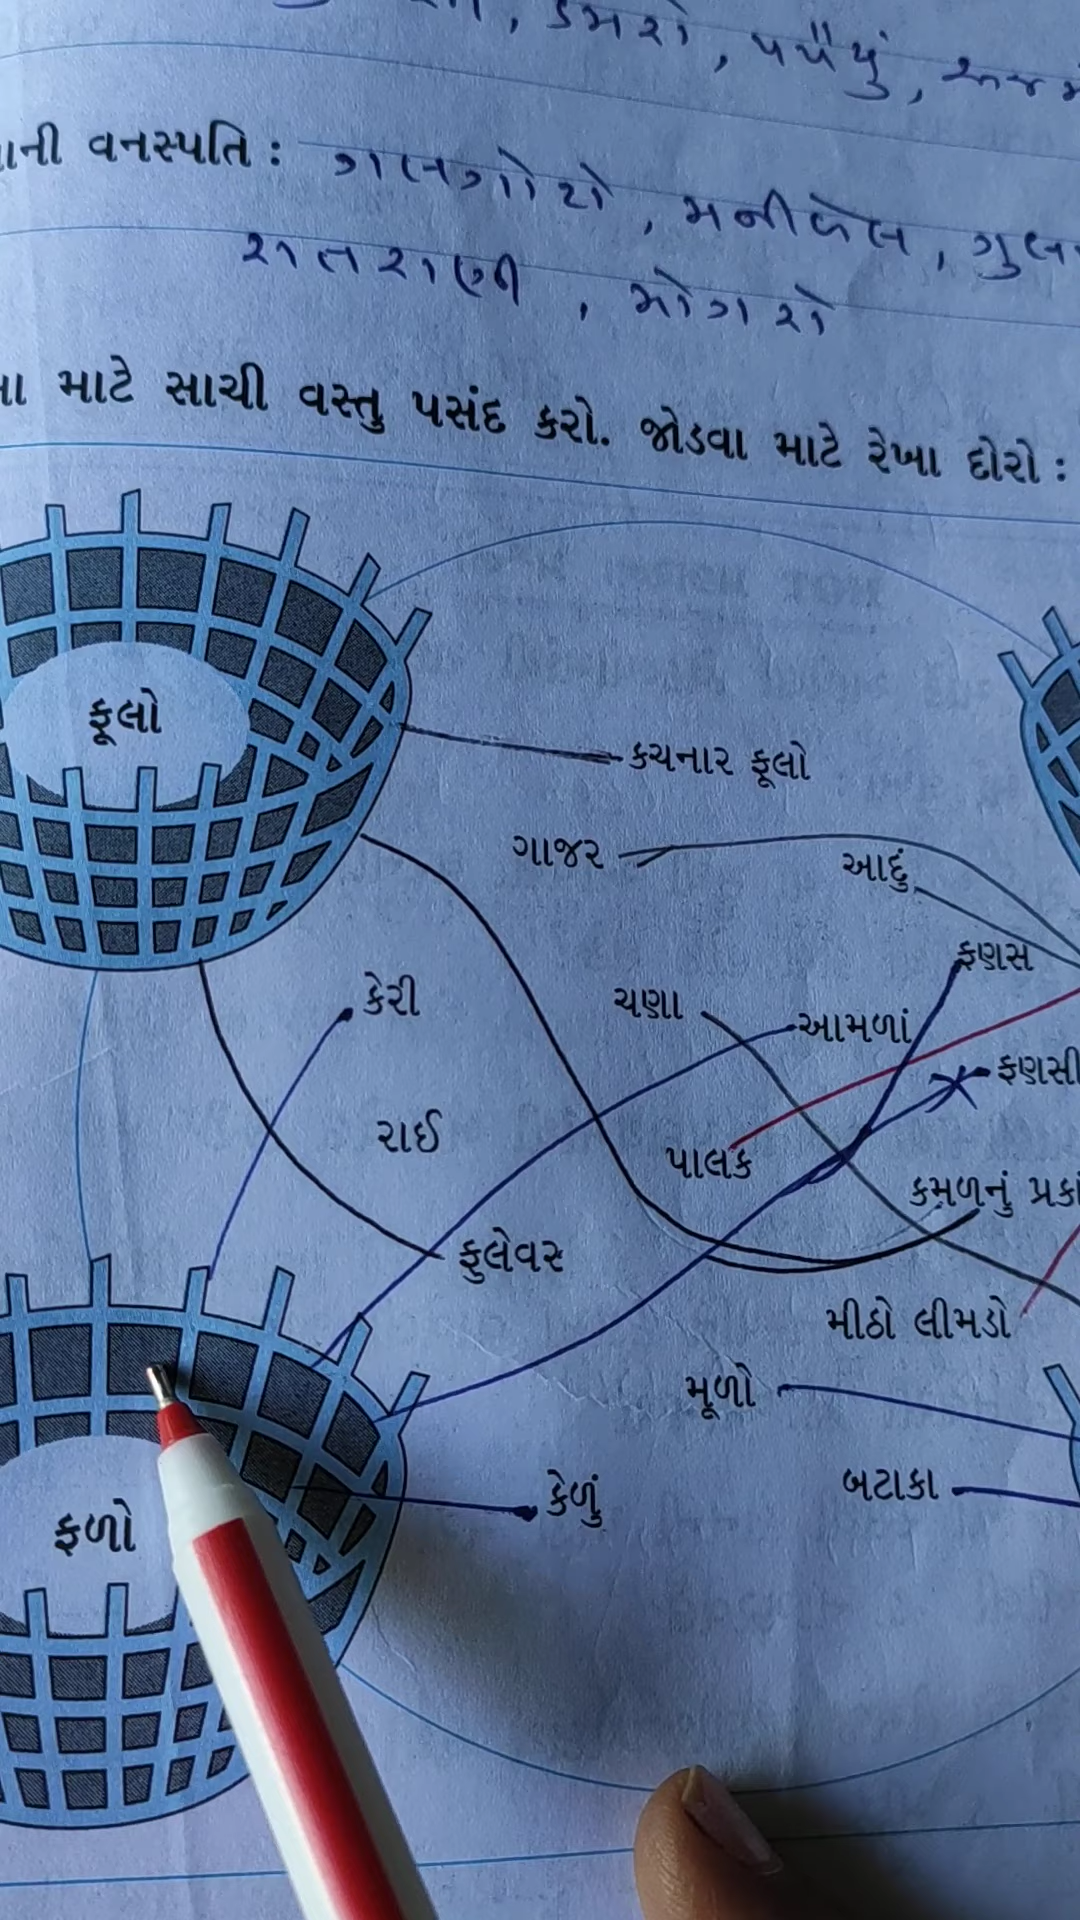 ડમરો, પપૈયું,
વનસ્પતિ : ગલગોટો, મનીવેલ,
રાતરાણી, મોગરો
માટે સાચી વસ્તુ પસંદ કરો. જોડવા માટે રેખા દોરો :
ફૂલો
કચનાર ફૂલો
ગાજર
આદું
ફણસ
કેરી
ચણા
આમળાં
ફણસી
રાઈ
પાલક
કમળનું
ફુલેવર
મીઠો લીમડો
મૂળો
બટાકા
કેળું
ફળો